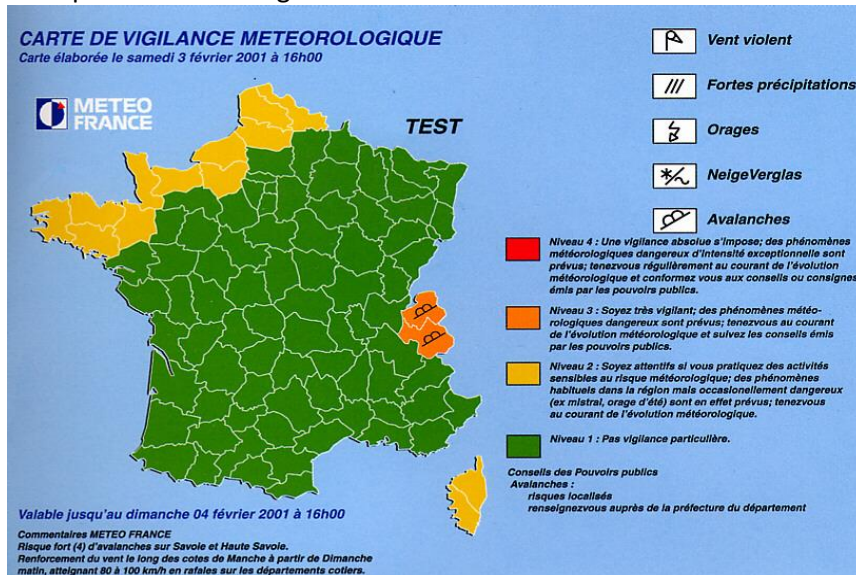 CARTE DE VIGILANCE METEOROLOGIQUE
Carte élaborée le samedi 3 février 2001 à 16h00
METEO
FRANCE
TEST
Vent violent
Fortes précipitations
Orages
NeigeVerglas
Avalanches
Niveau 4 : Une vigilance absolue s'impose; des phénomènes
météorologiques dangereux d'intensité exceptionnelle sont
prévus; tenezvous régulièrement au courant de l'évolution
météorologique et conformez vous aux conseils ou consignes
émis par les pouvoirs publics.
Niveau 3 : Soyez très vigilant; des phénomènes météo-
rologiques dangereux sont prévus; tenezvous au courant
de l'évolution météorologique et suivez les conseils émis
par les pouvoirs publics.
Niveau 2 : Soyez attentifs si vous pratiquez des activités
sensibles au risque météorologique; des phénomènes
habituels dans la région mais occasionellement dangereux
(ex mistral, orage d'été) sont en effet prévus; tenezvous
au courant de l'évolution météorologique.
Niveau 1 : Pas vigilance particulière.
Conseils des Pouvoirs publics
Avalanches :
risques localisés
renseignezvous auprès de la préfecture du département
Valable jusqu'au dimanche 04 février 2001 à 16h00
Commentaires METEO FRANCE
Risque fort (4) d'avalanches sur Savoie et Haute Savoie.
Renforcement du vent le long des cotes de Manche à partir de Dimanche
matin, atteignant 80 à 100 km/h en rafales sur les départements cotiers.